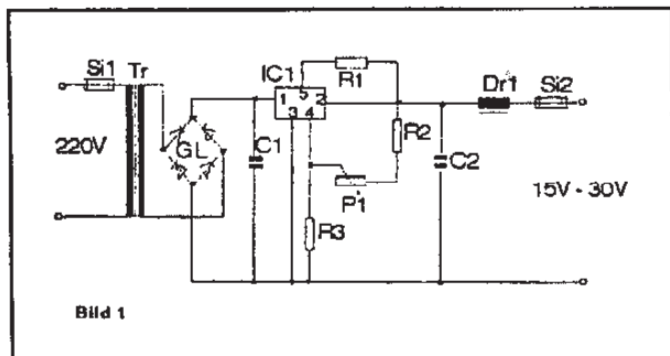 Si1 Tr
IC1
R1
5
1 2
3 4
Dr1 Si2
R2
220V
GL
C1
C2
P1
15V - 30V
R3
Bild 1